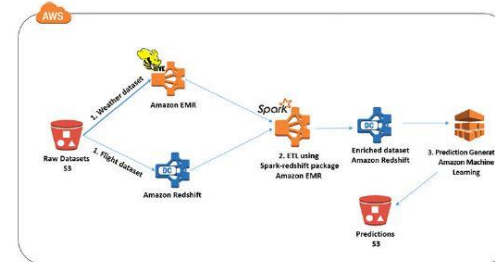 AWS
HIVE
1. Weather dataset
Amazon EMR
Raw Datasets
S3
1. Flight dataset
DC
Amazon Redshift
Spark
2. ETL using
Spark-redshift package
Amazon EMR
DC
Enriched dataset
Amazon Redshift
3. Prediction Generat
Amazon Machine
Learning
Predictions
S3